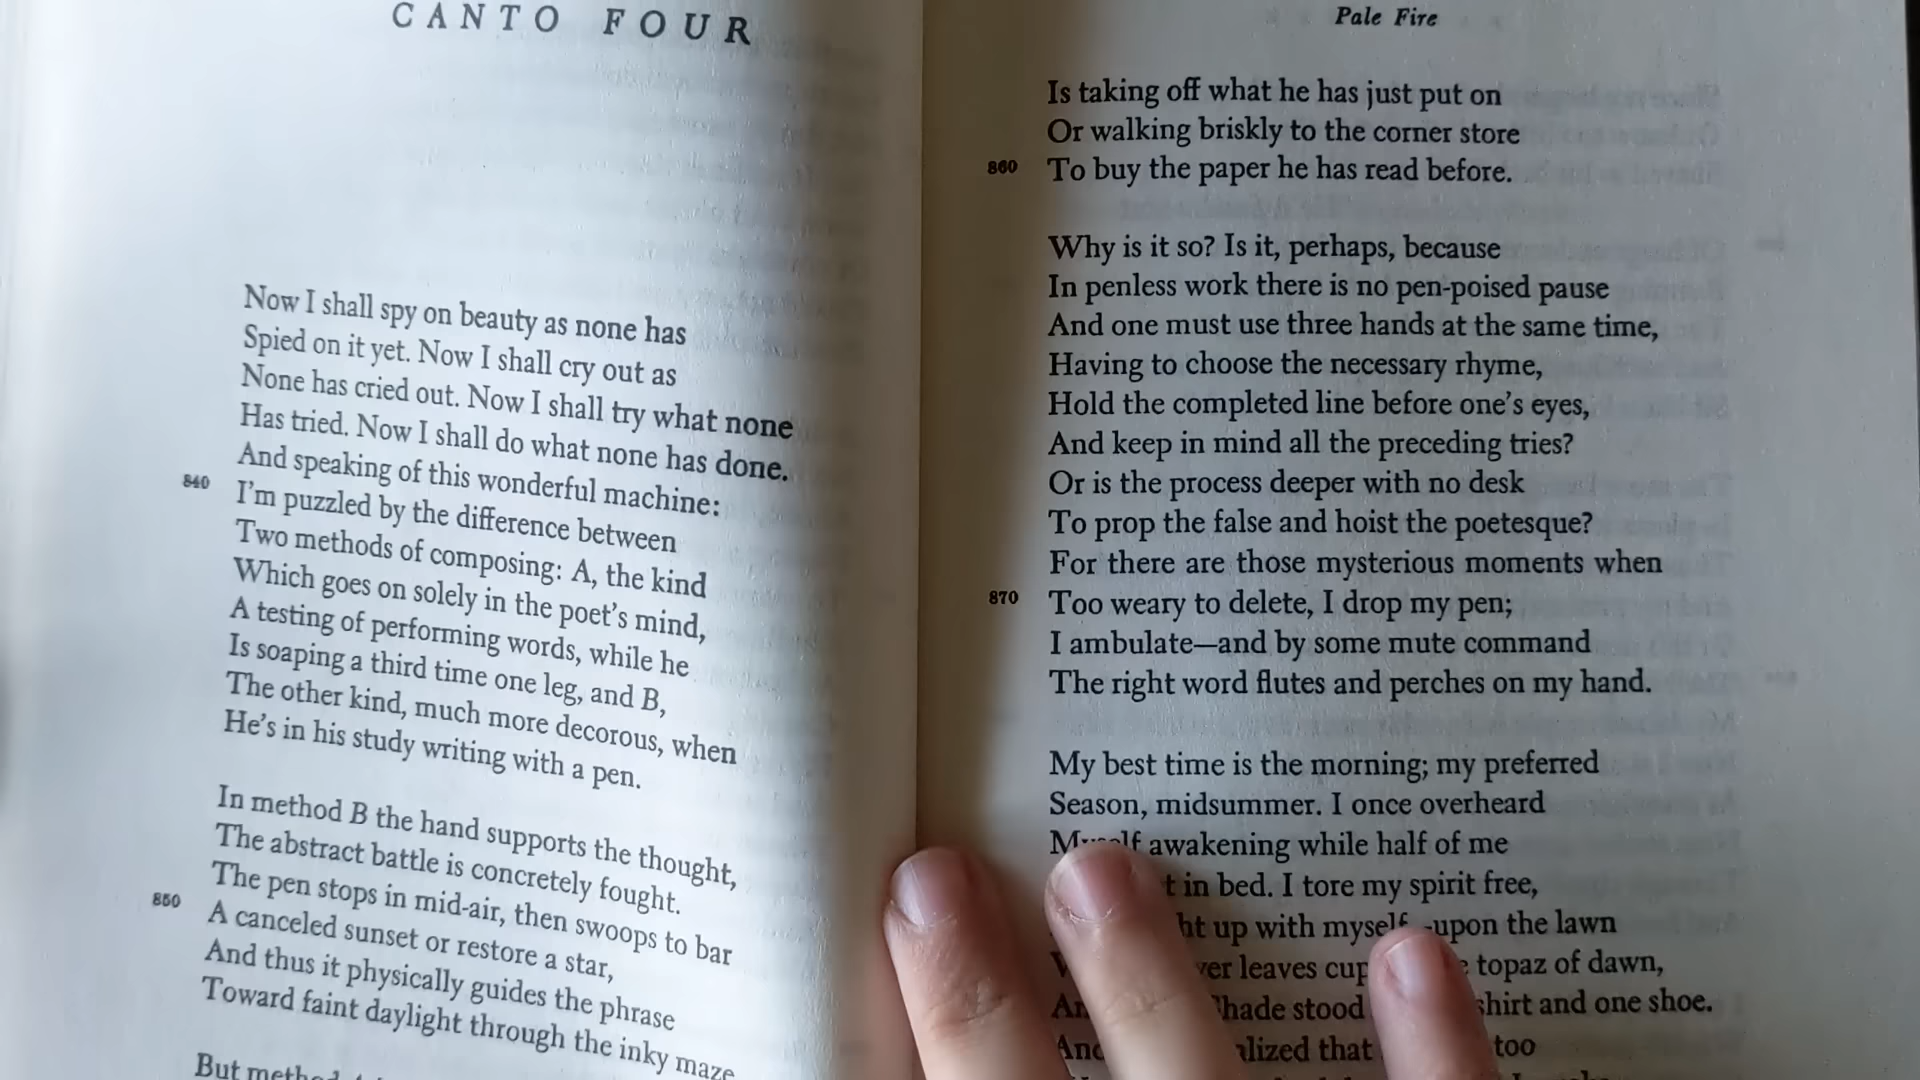 CANTO FOUR
Now I shall spy on beauty as none has
Spied on it yet. Now I shall cry out as
None has cried out. Now I shall try what none
Has tried. Now I shall do what none has done.
And speaking of this wonderful machine:
840 I'm puzzled by the difference between
Two methods of composing: A, the kind
Which goes on solely in the poet's mind,
A testing of performing words, while he
Is soaping a third time one leg, and B,
The other kind, much more decorous, when
He's in his study writing with a pen.
In method B the hand supports the thought,
The abstract battle is concretely fought.
The pen stops in mid-air, then swoops to bar
850 A canceled sunset or restore a star,
And thus it physically guides the phrase
Toward faint daylight through the inky maze
But
Pale Fire
Is taking off what he has just put on
Or walking briskly to the corner store
860 To buy the paper he has read before.
Why is it so? Is it, perhaps, because
In penless work there is no pen-poised pause
And one must use three hands at the same time,
Having to choose the necessary rhyme,
Hold the completed line before one's eyes,
And keep in mind all the preceding tries?
Or is the process deeper with no desk
To prop the false and hoist the poetesque?
For there are those mysterious moments when
870 Too weary to delete, I drop my pen;
I ambulate—and by some mute command
The right word flutes and perches on my hand.
My best time is the morning; my preferred
Season, midsummer. I once overheard
Myself awakening while half of me
in bed. I tore my spirit free,
up with myself upon the lawn
leaves topaz of dawn,
stood and one shoe.
that too